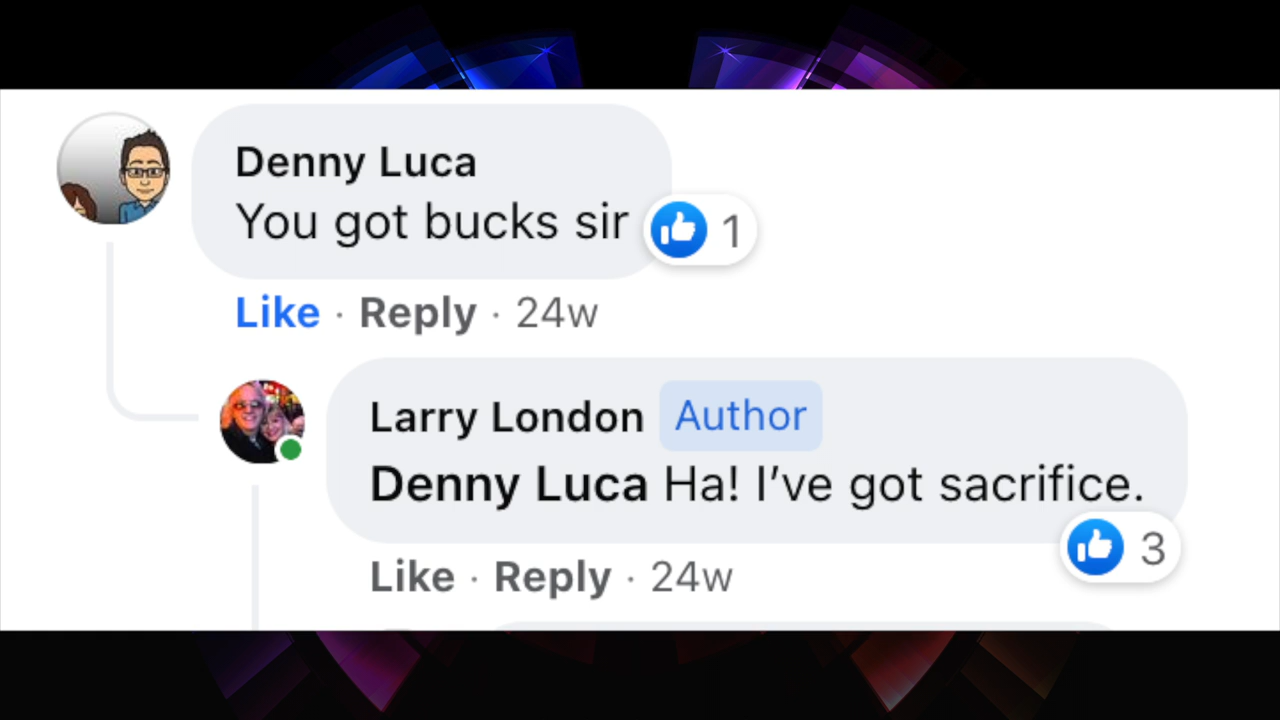 Denny Luca
You got bucks sir
1
Like · Reply · 24w
Larry London Author
Denny Luca Ha! I’ve got sacrifice.
3
Like · Reply · 24w